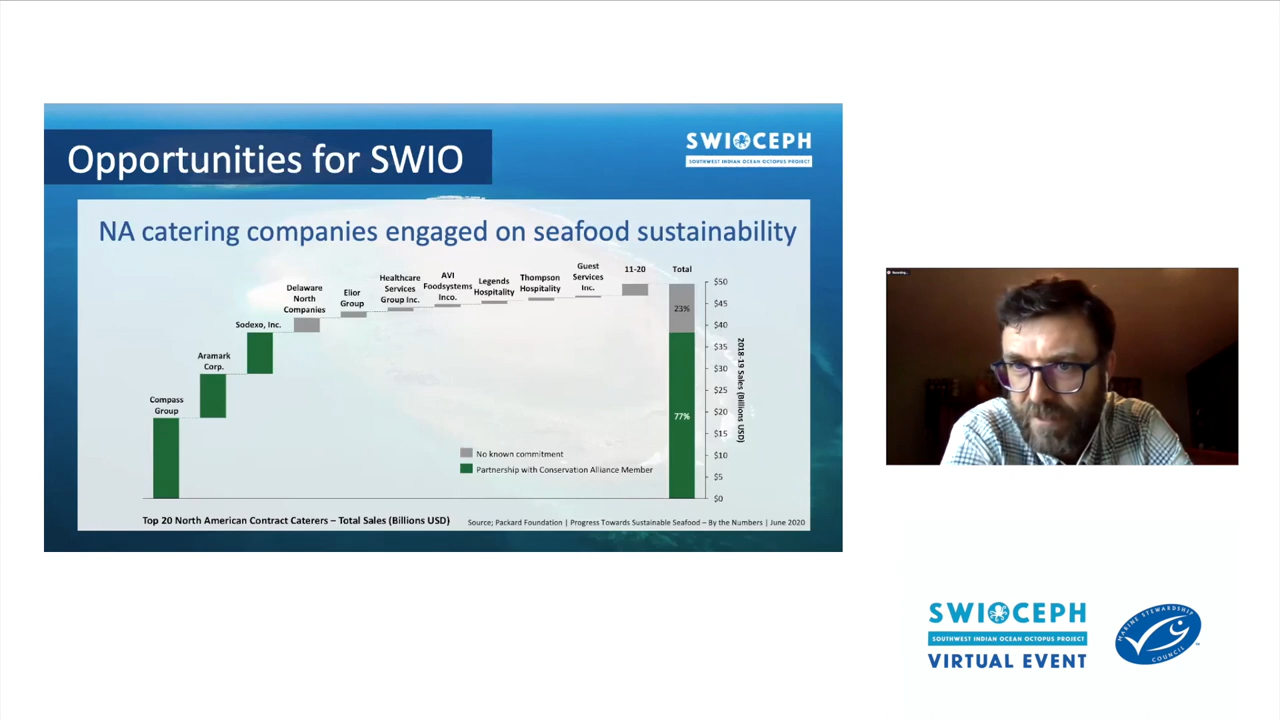 Opportunities for SWIO
SWIOCEPH
SOUTHWEST INDIAN OCEAN OCTOPUS PROJECT
NA catering companies engaged on seafood sustainability
Compass
Group
Aramark
Corp.
Sodexo, Inc.
Delaware
North
Companies
Elior
Group
Healthcare
Services
Group Inc.
AVI
Foodsystems
Inco.
Legends
Hospitality
Thompson
Hospitality
Guest
Services
Inc.
11-20
Total
23%
77%
$50
$45
$40
$35
$30
$25
$20
$15
$10
$5
$0
2018-19 Sales (Billions USD)
No known commitment
Partnership with Conservation Alliance Member
Top 20 North American Contract Caterers – Total Sales (Billions USD)
Source; Packard Foundation | Progress Towards Sustainable Seafood – By the Numbers | June 2020
Recording...
SWIOCEPH
SOUTHWEST INDIAN OCEAN OCTOPUS PROJECT
VIRTUAL EVENT
MARINE STEWARDSHIP
COUNCIL
TM